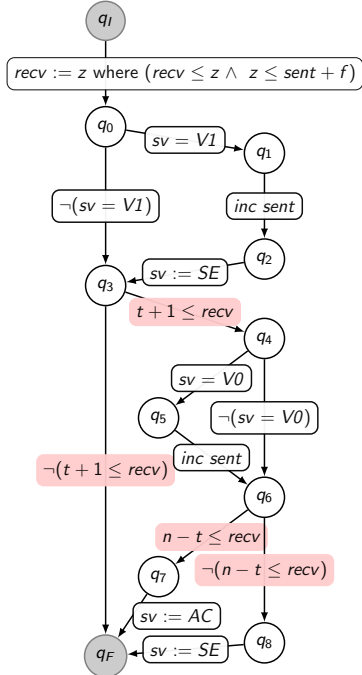 qI
recv := z where (recv ≤ z ∧ z ≤ sent + f)
q0
sv = V1
q1
¬(sv = V1)
inc sent
q2
sv := SE
q3
t + 1 ≤ recv
q4
sv = V0
q5
¬(sv = V0)
inc sent
¬(t + 1 ≤ recv)
q6
n − t ≤ recv
¬(n − t ≤ recv)
q7
sv := AC
q8
sv := SE
qF